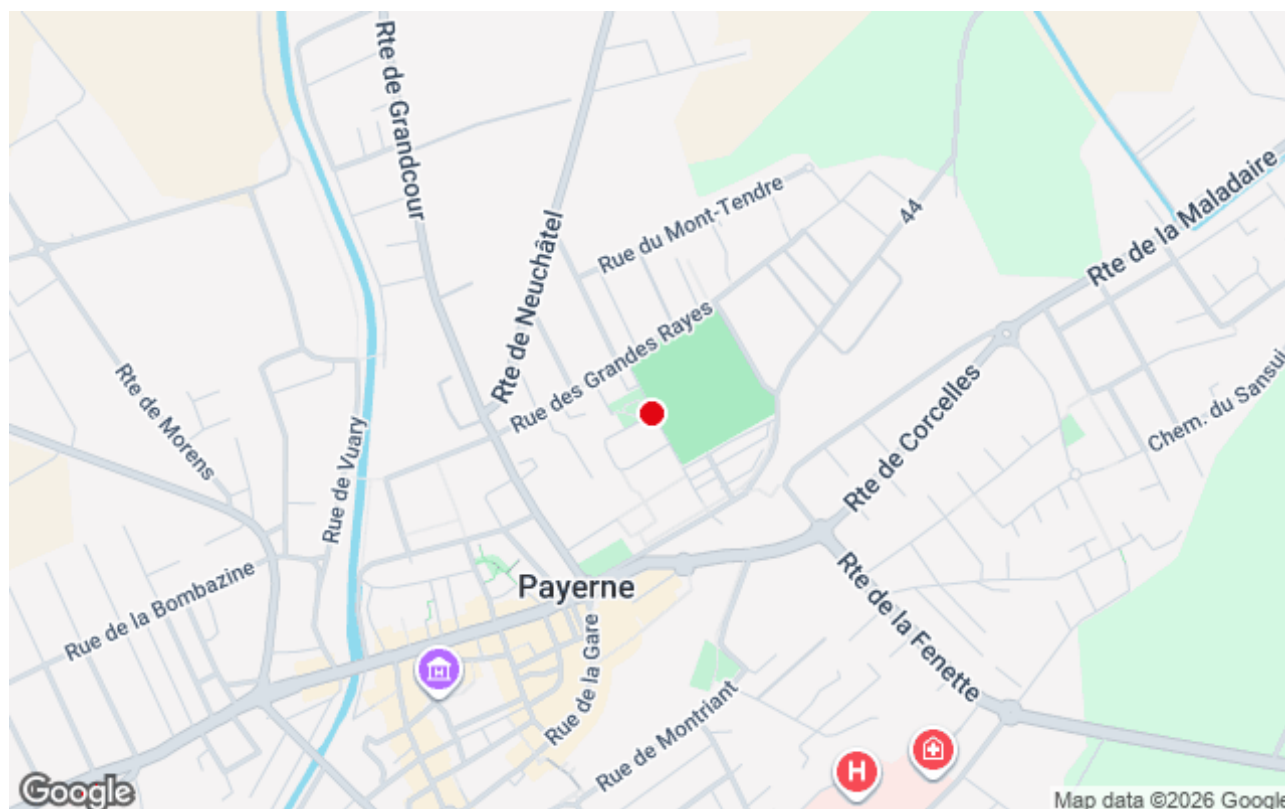 Rte de Grandcour
Rte de Neuchâtel
Rue du Mont-Tendre
44
Rte de la Maladaire
Rue des Grandes Rayes
Rte de Morens
Rue de Vuary
Rte de Corcelles
Chem. du Sansui
Rue de la Bombazine
Payerne
Rte de la Fenette
Rue de la Gare
Rue de Montriant
H
H
Google
Map data ©2026 Google